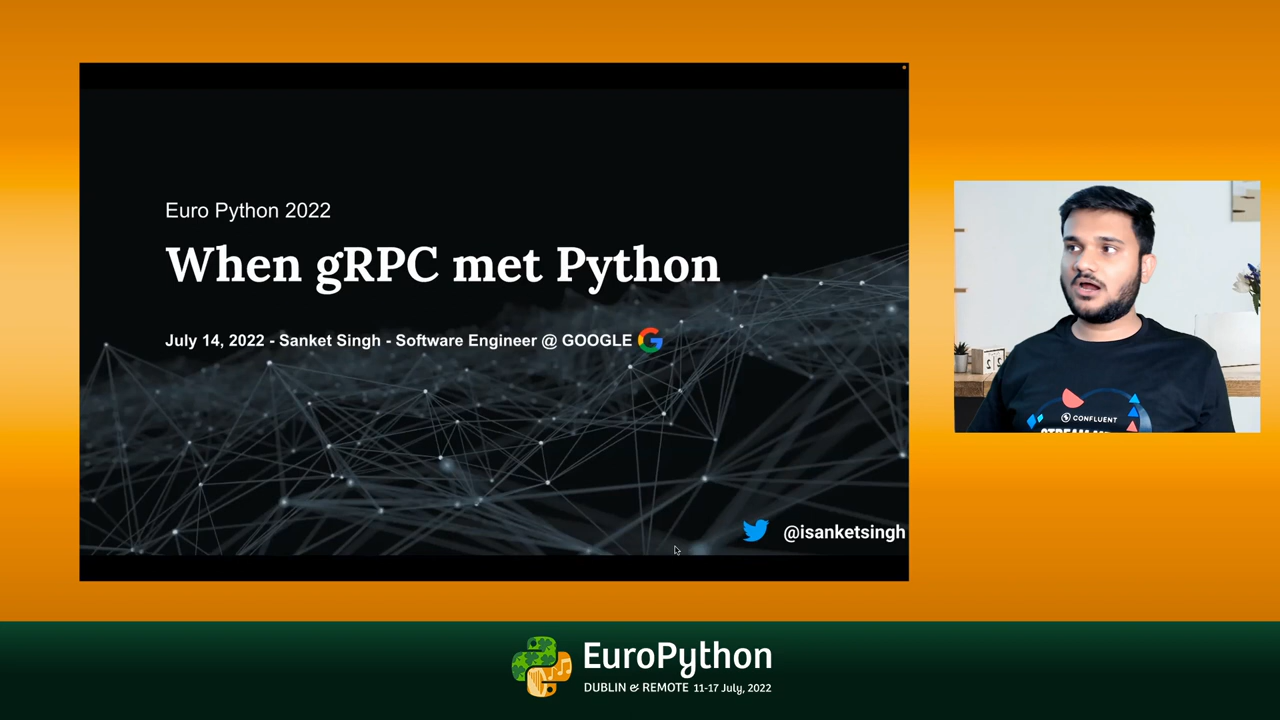 Euro Python 2022
When gRPC met Python
July 14, 2022 - Sanket Singh - Software Engineer @ GOOGLE
@isanketsingh
CONFLUENT
EuroPython
DUBLIN & REMOTE 11-17 July, 2022